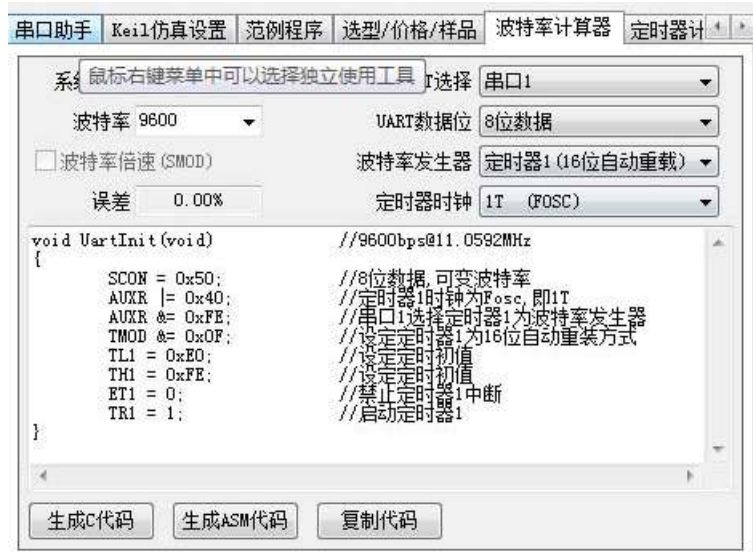 串口助手 Keil仿真设置 范例程序 选型/价格/样品 波特率计算器 定时器计
系 鼠标右键菜单中可以选择独立使用工具 T选择 串口1
波特率 9600 UART数据位 8位数据
波特率倍速(SMOD) 波特率发生器 定时器1(16位自动重载)
误差 0.00% 定时器时钟 1T (FOSC)
void UartInit(void) //9600bps@11.0592MHz
{
SCON = 0x50; //8位数据,可变波特率
AUXR |= 0x40; //定时器1时钟为Fosc,即1T
AUXR &= 0xFE; //串口1选择定时器1为波特率发生器
TMOD &= 0x0F; //设定定时器1为16位自动重装方式
TL1 = 0xE0; //设定定时初值
TH1 = 0xFE; //设定定时初值
ET1 = 0; //禁止定时器1中断
TR1 = 1; //启动定时器1
}
生成C代码 生成ASM代码 复制代码